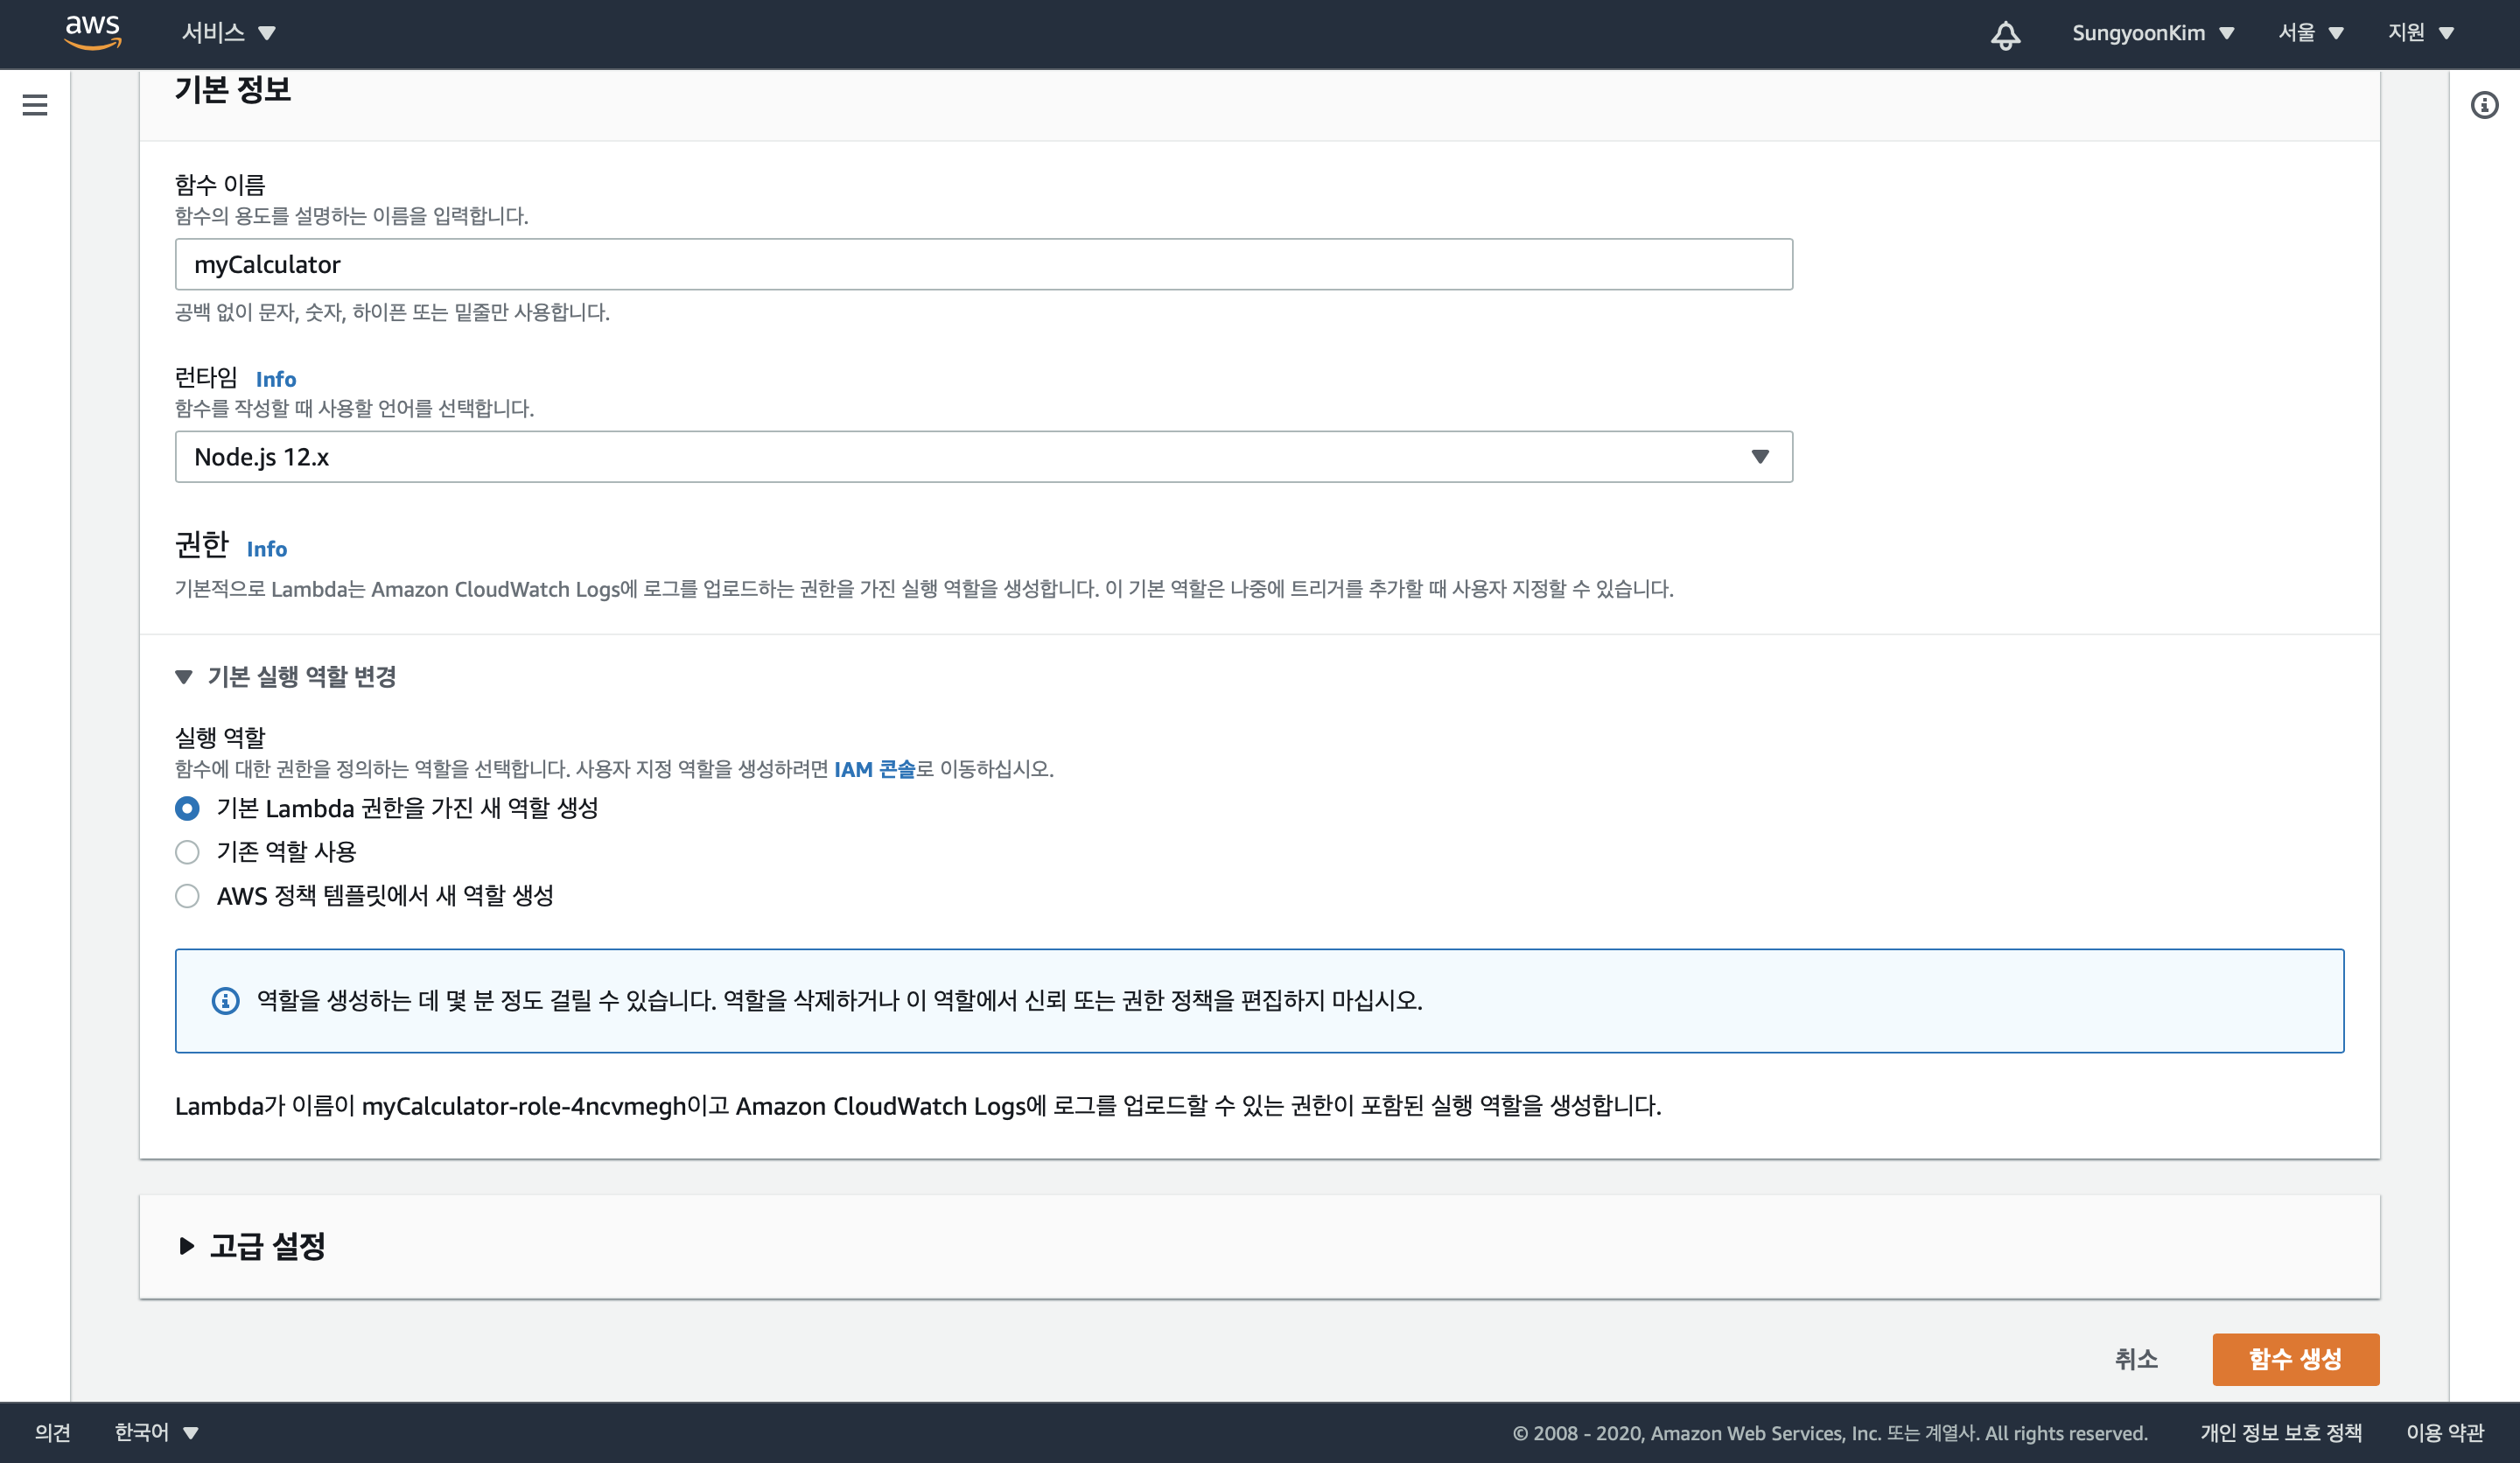 aws 서비스 SungyoonKim 서울 지원
기본 정보
함수 이름
함수의 용도를 설명하는 이름을 입력합니다.
myCalculator
공백 없이 문자, 숫자, 하이픈 또는 밑줄만 사용합니다.
런타임 Info
함수를 작성할 때 사용할 언어를 선택합니다.
Node.js 12.x
권한 Info
기본적으로 Lambda는 Amazon CloudWatch Logs에 로그를 업로드하는 권한을 가진 실행 역할을 생성합니다. 이 기본 역할은 나중에 트리거를 추가할 때 사용자 지정할 수 있습니다.
기본 실행 역할 변경
실행 역할
함수에 대한 권한을 정의하는 역할을 선택합니다. 사용자 지정 역할을 생성하려면 IAM 콘솔로 이동하십시오.
기본 Lambda 권한을 가진 새 역할 생성
기존 역할 사용
AWS 정책 템플릿에서 새 역할 생성
역할을 생성하는 데 몇 분 정도 걸릴 수 있습니다. 역할을 삭제하거나 이 역할에서 신뢰 또는 권한 정책을 편집하지 마십시오.
Lambda가 이름이 myCalculator-role-4ncvmegh이고 Amazon CloudWatch Logs에 로그를 업로드할 수 있는 권한이 포함된 실행 역할을 생성합니다.
고급 설정
취소 함수 생성
의견 한국어 © 2008 - 2020, Amazon Web Services, Inc. 또는 계열사. All rights reserved. 개인 정보 보호 정책 이용 약관